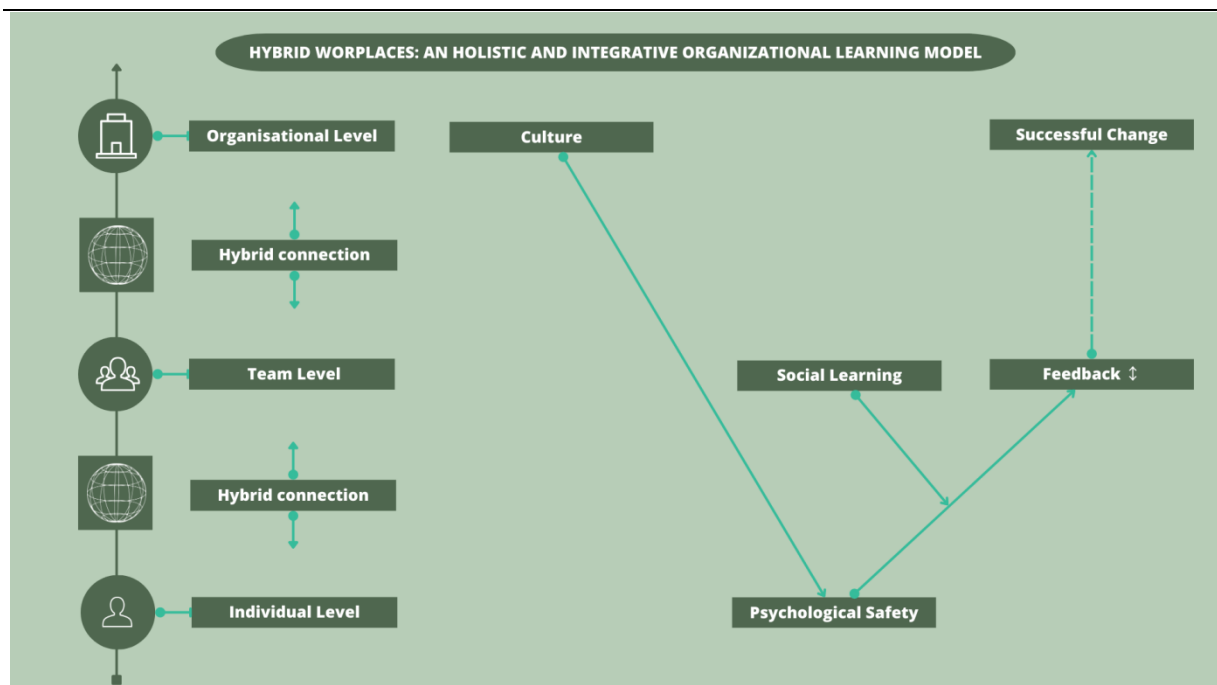 HYBRID WORPLACES: AN HOLISTIC AND INTEGRATIVE ORGANIZATIONAL LEARNING MODEL
Organisational Level
Culture
Successful Change
Hybrid connection
Team Level
Social Learning
Feedback ↕
Hybrid connection
Individual Level
Psychological Safety